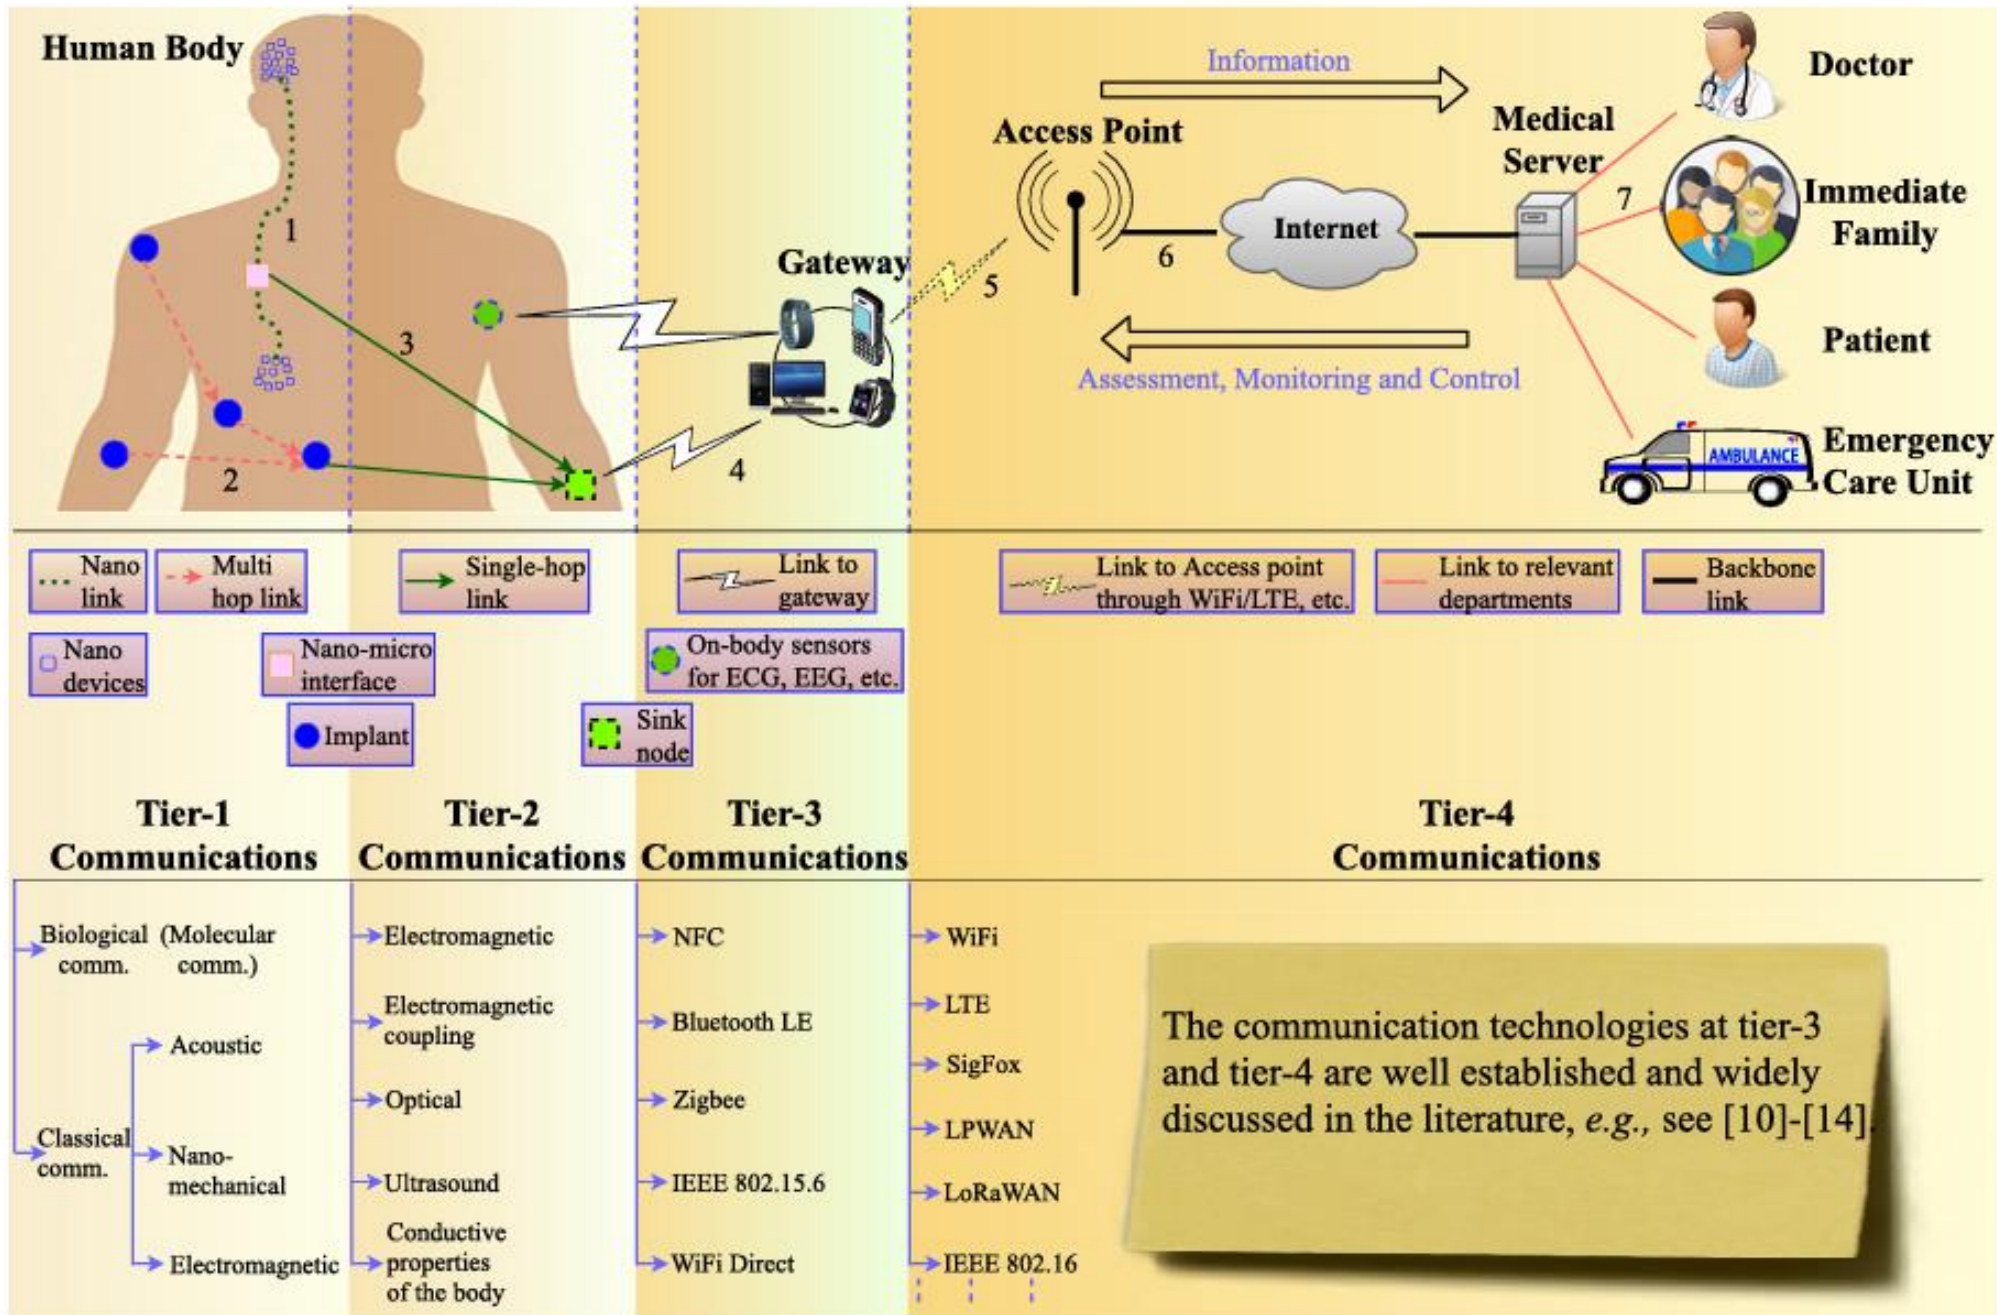 Human Body
Information
Doctor
Access Point
Medical
Server
7
Immediate
Family
1
Internet
6
Gateway
5
3
Patient
Assessment, Monitoring and Control
2
4
AMBULANCE
Emergency
Care Unit
Nano
link
Multi
hop link
Single-hop
link
Link to
gateway
Link to Access point
through WiFi/LTE, etc.
Link to relevant
departments
Backbone
link
Nano
devices
Nano-micro
interface
On-body sensors
for ECG, EEG, etc.
Implant
Sink
node
Tier-1
Communications
Tier-2
Communications
Tier-3
Communications
Tier-4
Communications
Biological (Molecular
comm. comm.)
Classical
comm.
Acoustic
Nano-
mechanical
Electromagnetic
Electromagnetic
Electromagnetic
coupling
Optical
Ultrasound
Conductive
properties
of the body
NFC
Bluetooth LE
Zigbee
IEEE 802.15.6
WiFi Direct
WiFi
LTE
SigFox
LPWAN
LoRaWAN
IEEE 802.16
The communication technologies at tier-3
and tier-4 are well established and widely
discussed in the literature, e.g., see [10]-[14].